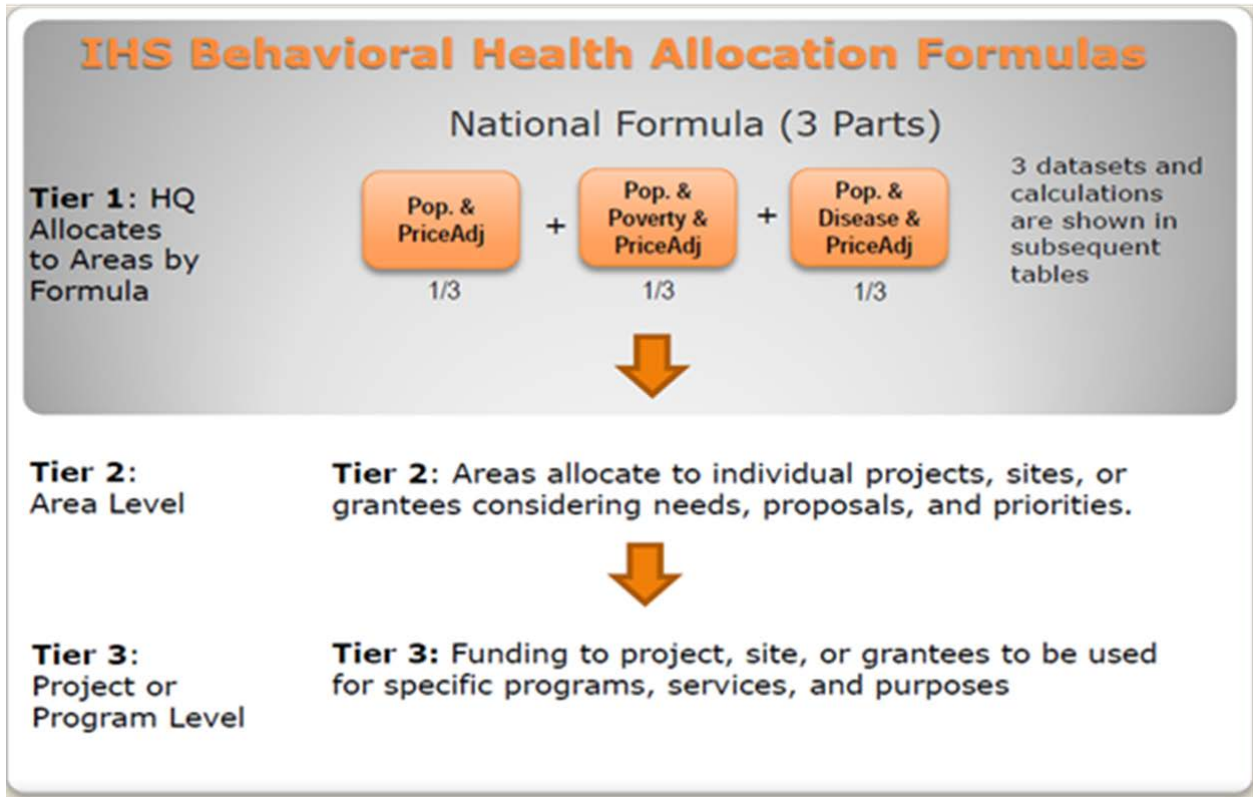 IHS Behavioral Health Allocation Formulas
National Formula (3 Parts)
Tier 1: HQ
Allocates
to Areas by
Formula
Pop. &
PriceAdj
1/3
+
Pop. &
Poverty &
PriceAdj
1/3
+
Pop. &
Disease &
PriceAdj
1/3
3 datasets and
calculations
are shown in
subsequent
tables
Tier 2:
Area Level
Tier 2: Areas allocate to individual projects, sites, or
grantees considering needs, proposals, and priorities.
Tier 3:
Project or
Program Level
Tier 3: Funding to project, site, or grantees to be used
for specific programs, services, and purposes